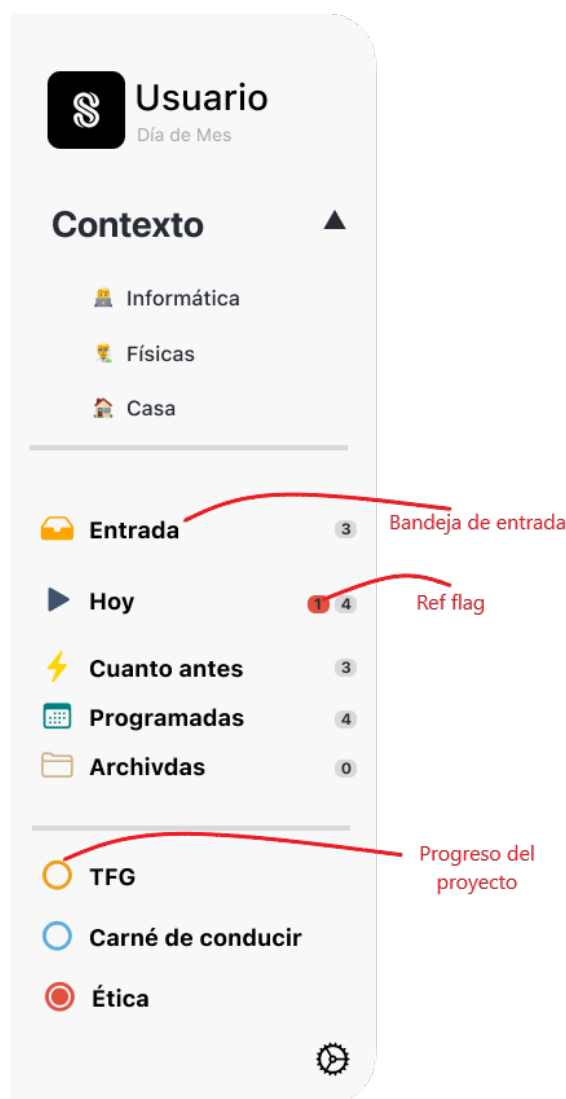 Usuario
Día de Mes
Contexto
Informática
Físicas
Casa
Entrada 3
Bandeja de entrada
Hoy 1 4
Ref flag
Cuanto antes 3
Programadas 4
Archivdas 0
Progreso del
proyecto
TFG
Carné de conducir
Ética